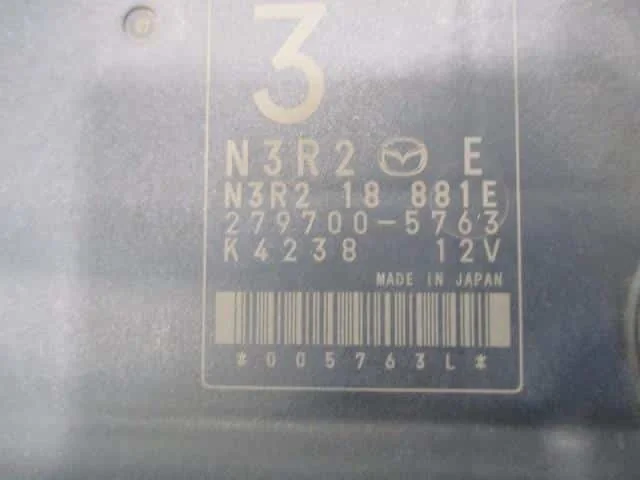 3
N3R2 E
N3R2 18 881E
279700-5763
K4238 12V
MADE IN JAPAN
*005763L*